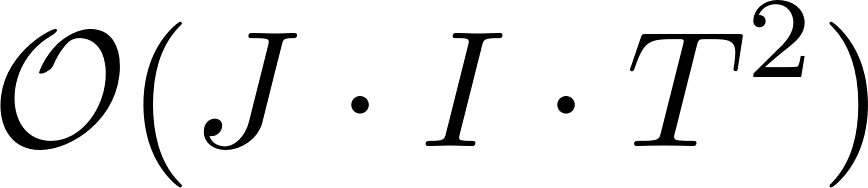 𝒪(J · I · T²)